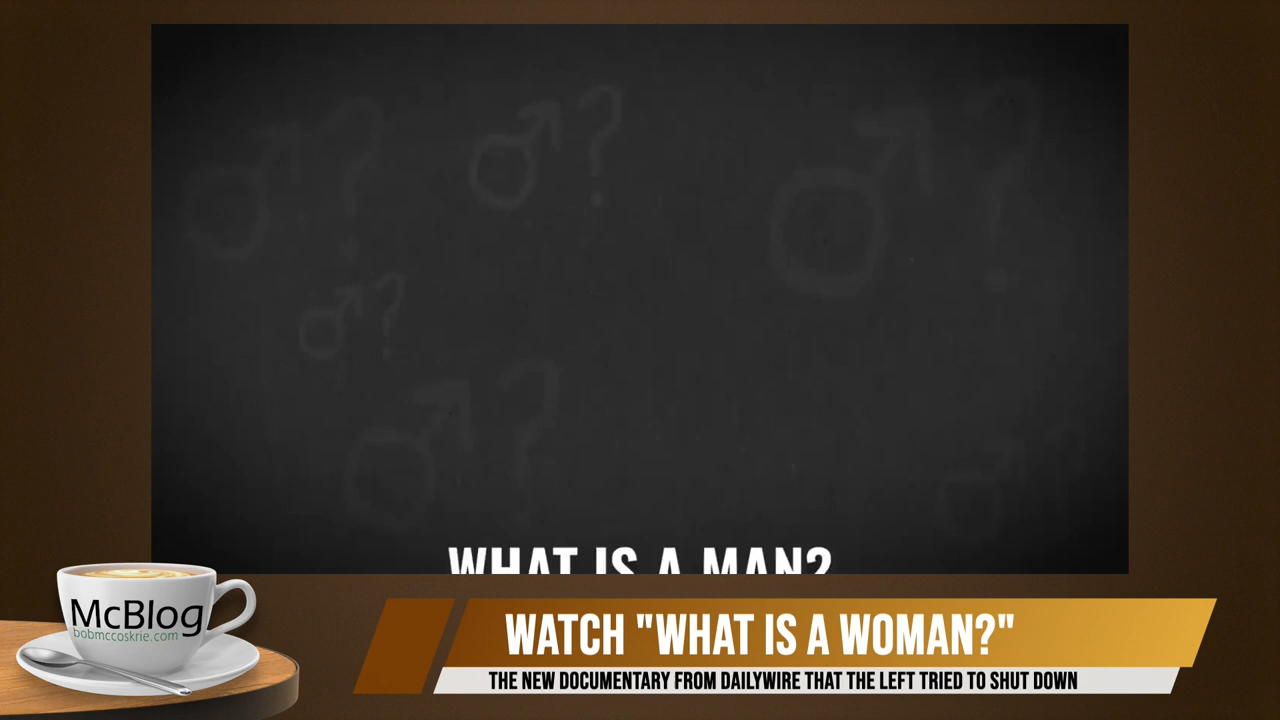 WHAT IS A MAN?
McBlog
bobmccoskrie.com
WATCH "WHAT IS A WOMAN?"
THE NEW DOCUMENTARY FROM DAILYWIRE THAT THE LEFT TRIED TO SHUT DOWN